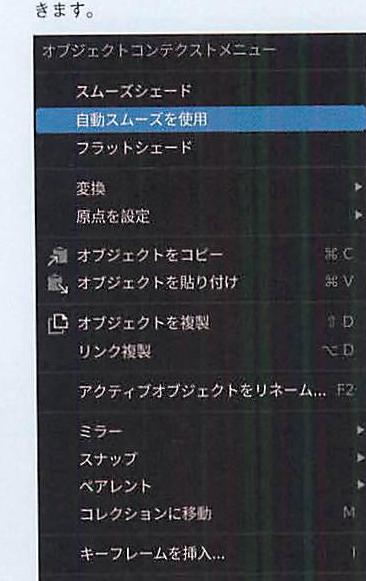 きます。
オブジェクトコンテクストメニュー
スムーズシェード
自動スムーズを使用
フラットシェード
変換
原点を設定
オブジェクトをコピー ⌘ C
オブジェクトを貼り付け ⌘ V
オブジェクトを複製 ⇧ D
リンク複製 ⌥ D
アクティブオブジェクトをリネーム... F2
ミラー
スナップ
ペアレント
コレクションに移動 M
キーフレームを挿入... I